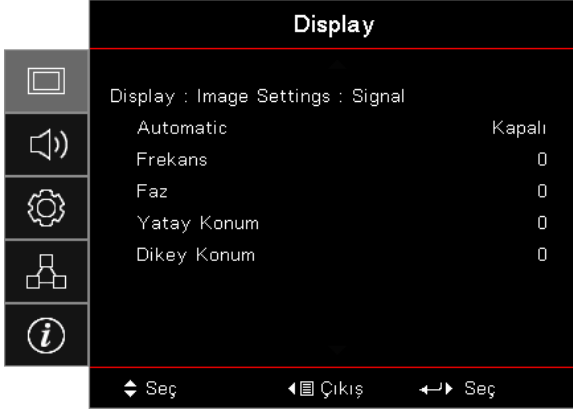 Display
Display : Image Settings : Signal
Automatic Kapalı
Frekans 0
Faz 0
Yatay Konum 0
Dikey Konum 0
Seç Çıkış Seç